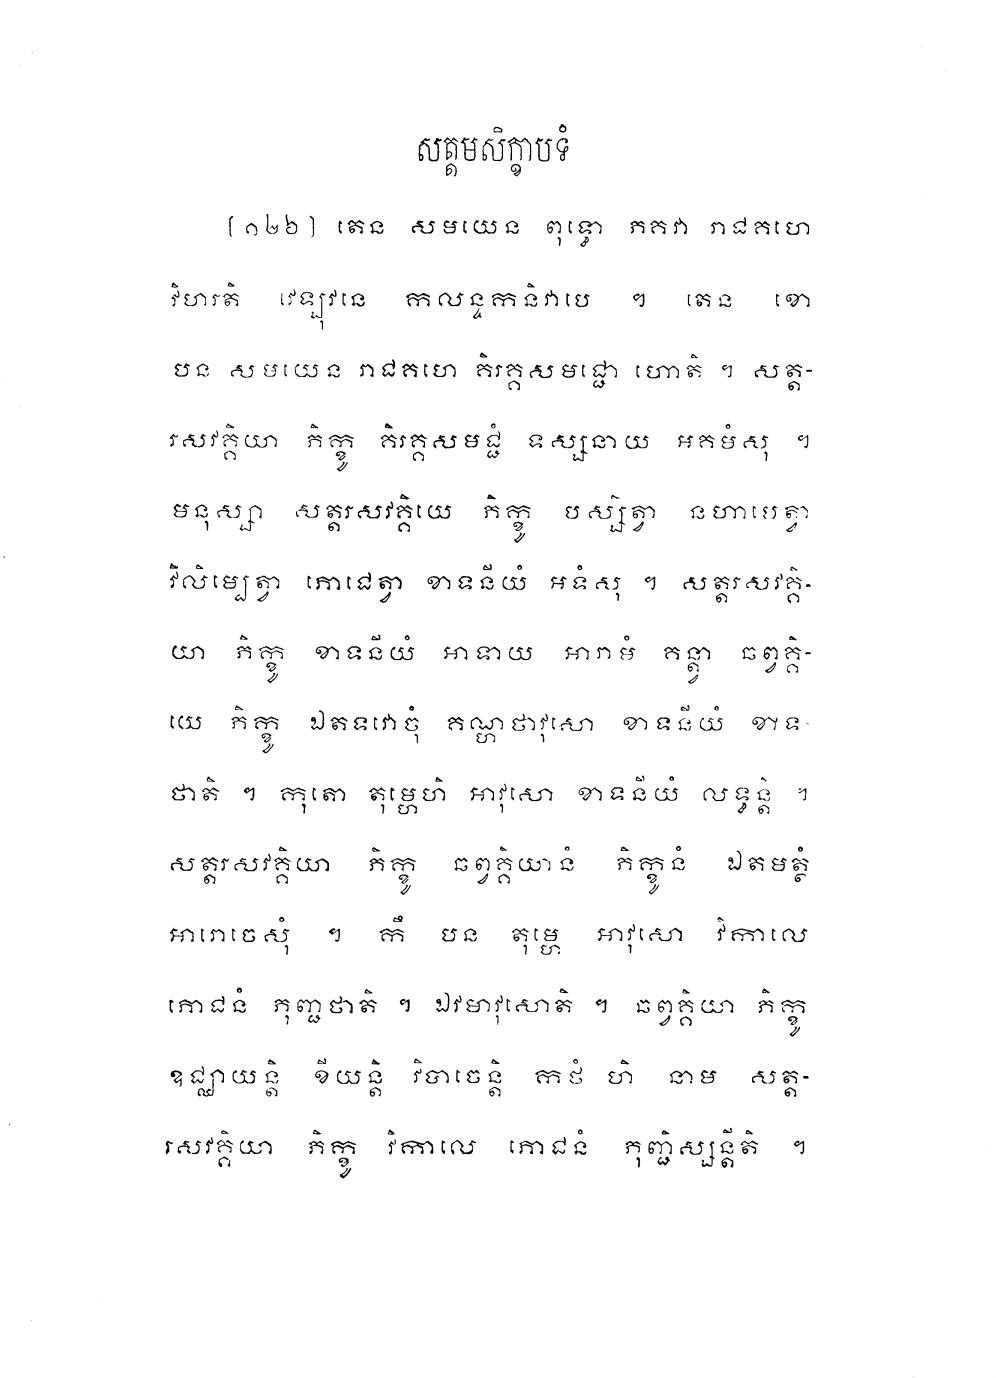 សត្តមសិក្ខាបទំ
[១២៦] តេន សមយេន ពុទ្ធោ ភគវា រាជគហេ
វិហរតិ វេឡុវនេ កលន្ទកនិវាបេ ។ តេន ខោ
បន សមយេន រាជគហេ គិរគ្គសមជ្ជោ ហោតិ ។ សត្ត-
រសវគ្គិយា ភិក្ខូ គិរគ្គសមជ្ជំ ទស្សនាយ អគមំសុ ។
មនុស្សា សត្តរសវគ្គិយេ ភិក្ខូ បស្សិត្វា នហាបេត្វា
វិលិម្បេត្វា ភោជេត្វា ខាទនីយំ អទំសុ ។ សត្តរសវគ្គិ-
យា ភិក្ខូ ខាទនីយំ អាទាយ អារាមំ គន្ត្វា ឆព្វគ្គិ-
យេ ភិក្ខូ ឯតទវោចុំ គណ្ហថាវុសោ ខាទនីយំ ខាទ-
ថាតិ ។ កុតោ តុម្ហេហិ អាវុសោ ខាទនីយំ លទ្ធន្តិ ។
សត្តរសវគ្គិយា ភិក្ខូ ឆព្វគ្គិយានំ ភិក្ខូនំ ឯតមត្ថំ
អារោចេសុំ ។ កឹ បន តុម្ហេ អាវុសោ វិកាលេ
ភោជនំ ភុញ្ជថាតិ ។ ឯវមាវុសោតិ ។ ឆព្វគ្គិយា ភិក្ខូ
ឧជ្ឈាយន្តិ ខីយន្តិ វិបាចេន្តិ កថំ ហិ នាម សត្ត-
រសវគ្គិយា ភិក្ខូ វិកាលេ ភោជនំ ភុញ្ជិស្សន្តីតិ ។